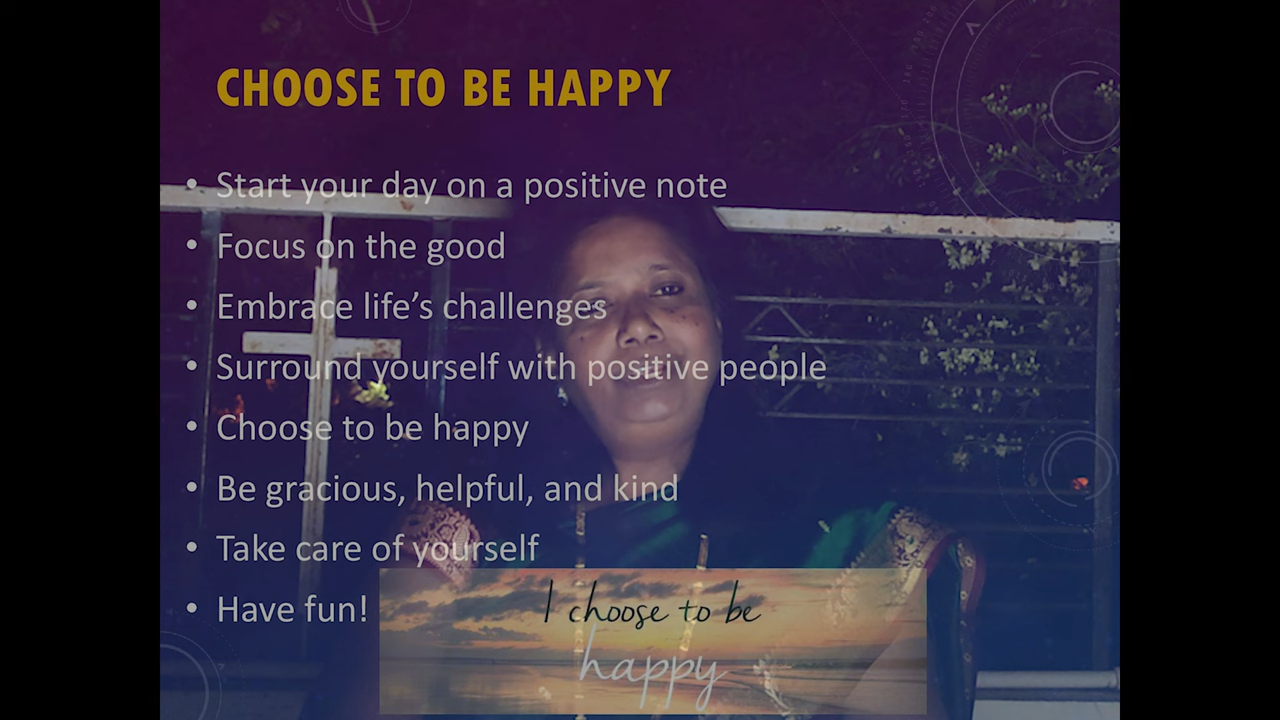 CHOOSE TO BE HAPPY
• Start your day on a positive note
• Focus on the good
• Embrace life’s challenges
• Surround yourself with positive people
• Choose to be happy
• Be gracious, helpful, and kind
• Take care of yourself
• Have fun!
I choose to be
happy